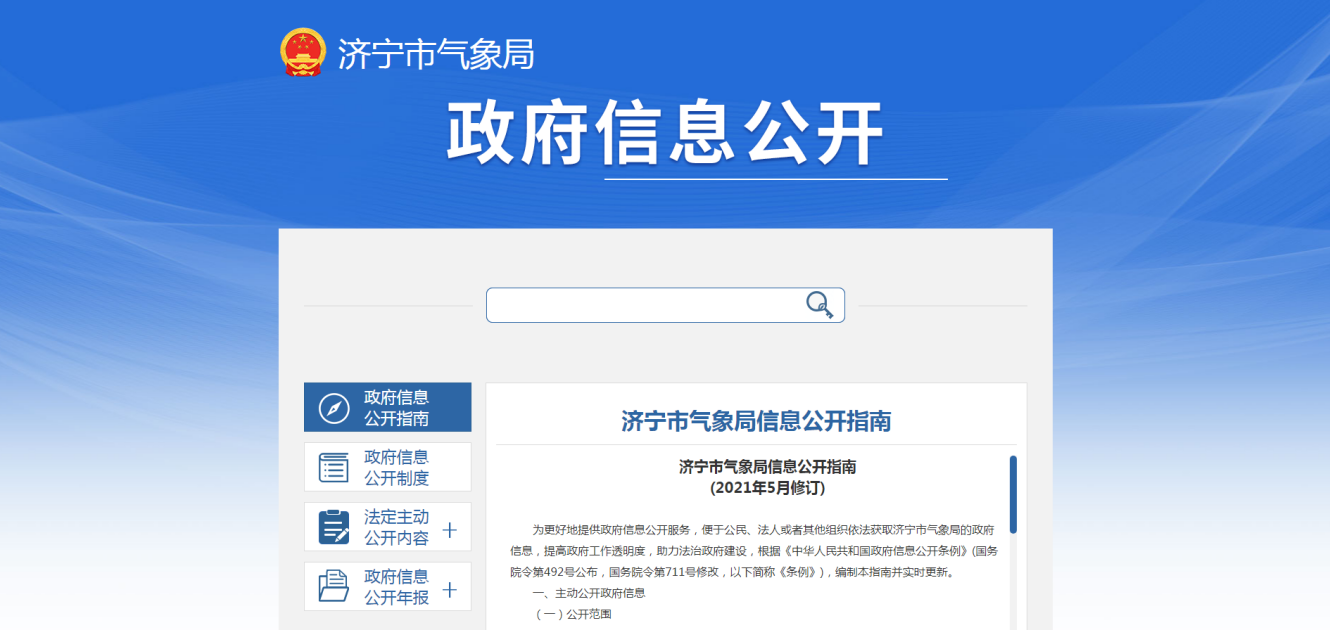 济宁市气象局
政府信息公开
政府信息
公开指南
政府信息
公开制度
法定主动
公开内容
政府信息
公开年报
济宁市气象局信息公开指南
济宁市气象局信息公开指南
(2021年5月修订)
为更好地提供政府信息公开服务，便于公民、法人或者其他组织依法获取济宁市气象局的政府
信息，提高政府工作透明度，助力法治政府建设，根据《中华人民共和国政府信息公开条例》(国务
院令第492号公布，国务院令第711号修改，以下简称《条例》)，编制本指南并实时更新。
一、主动公开政府信息
（一）公开范围